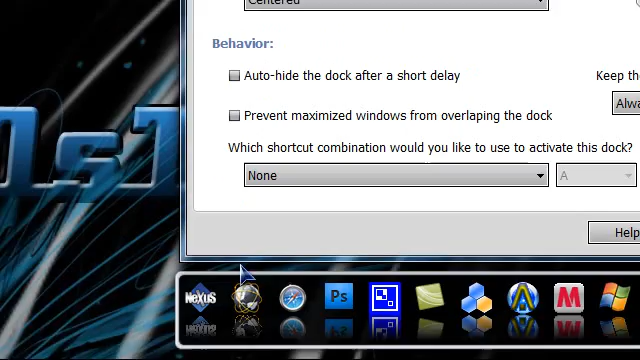 Centered
Behavior:
Auto-hide the dock after a short delay
Keep the
Prevent maximized windows from overlaping the dock
Alwa
Which shortcut combination would you like to use to activate this dock?
None
A
Help
NeXuS
Ps